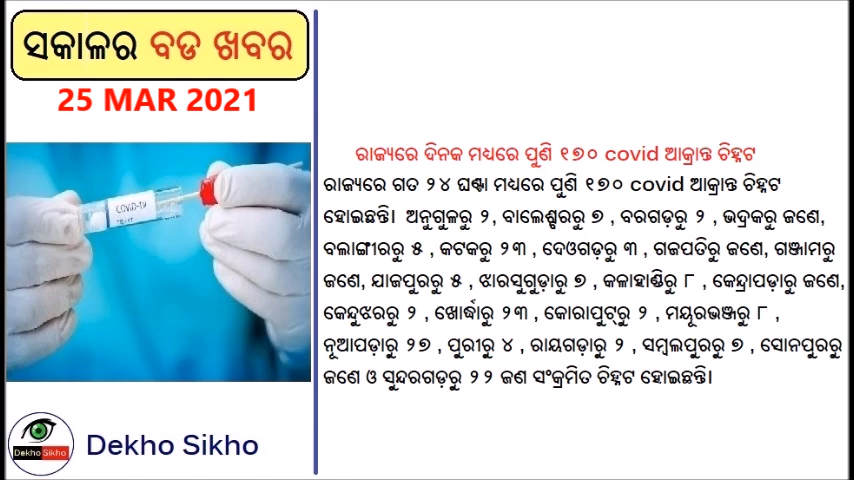 ସକାଳର ବଡ ଖବର
25 MAR 2021
COVID-19
ରାଜ୍ୟରେ ଦିନକ ମଧ୍ୟରେ ପୁଣି ୧୭୦ covid ଆକ୍ରାନ୍ତ ଚିହ୍ନଟ
ରାଜ୍ୟରେ ଗତ ୨୪ ଘଣ୍ଟା ମଧ୍ୟରେ ପୁଣି ୧୭୦ covid ଆକ୍ରାନ୍ତ ଚିହ୍ନଟ
ହୋଇଛନ୍ତି। ଅନୁଗୁଳରୁ ୨, ବାଲେଶ୍ବରରୁ ୭ , ବରଗଡ଼ରୁ ୨ , ଭଦ୍ରକରୁ ଜଣେ,
ବଲାଙ୍ଗୀରରୁ ୫ , କଟକରୁ ୨୩ , ଦେଓଗଡ଼ରୁ ୩ , ଗଜପତିରୁ ଜଣେ, ଗଞ୍ଜାମରୁ
ଜଣେ, ଯାଜପୁରରୁ ୫ , ଝାରସୁଗୁଡ଼ାରୁ ୭ , କଳାହାଣ୍ଡିରୁ ୮ , କେନ୍ଦ୍ରାପଡ଼ାରୁ ଜଣେ,
କେନ୍ଦୁଝରରୁ ୨ , ଖୋର୍ଦ୍ଧାରୁ ୨୩ , କୋରାପୁଟ୍‌ରୁ ୨ , ମୟୂରଭଞ୍ଜରୁ ୮ ,
ନୂଆପଡ଼ାରୁ ୨୭ , ପୁରୀରୁ ୪ , ରାୟଗଡ଼ାରୁ ୨ , ସମ୍ବଲପୁରରୁ ୭ , ସୋନପୁରରୁ
ଜଣେ ଓ ସୁନ୍ଦରଗଡ଼ରୁ ୨୨ ଜଣ ସଂକ୍ରମିତ ଚିହ୍ନଟ ହୋଇଛନ୍ତି।
Dekho Sikho
Dekho Sikho